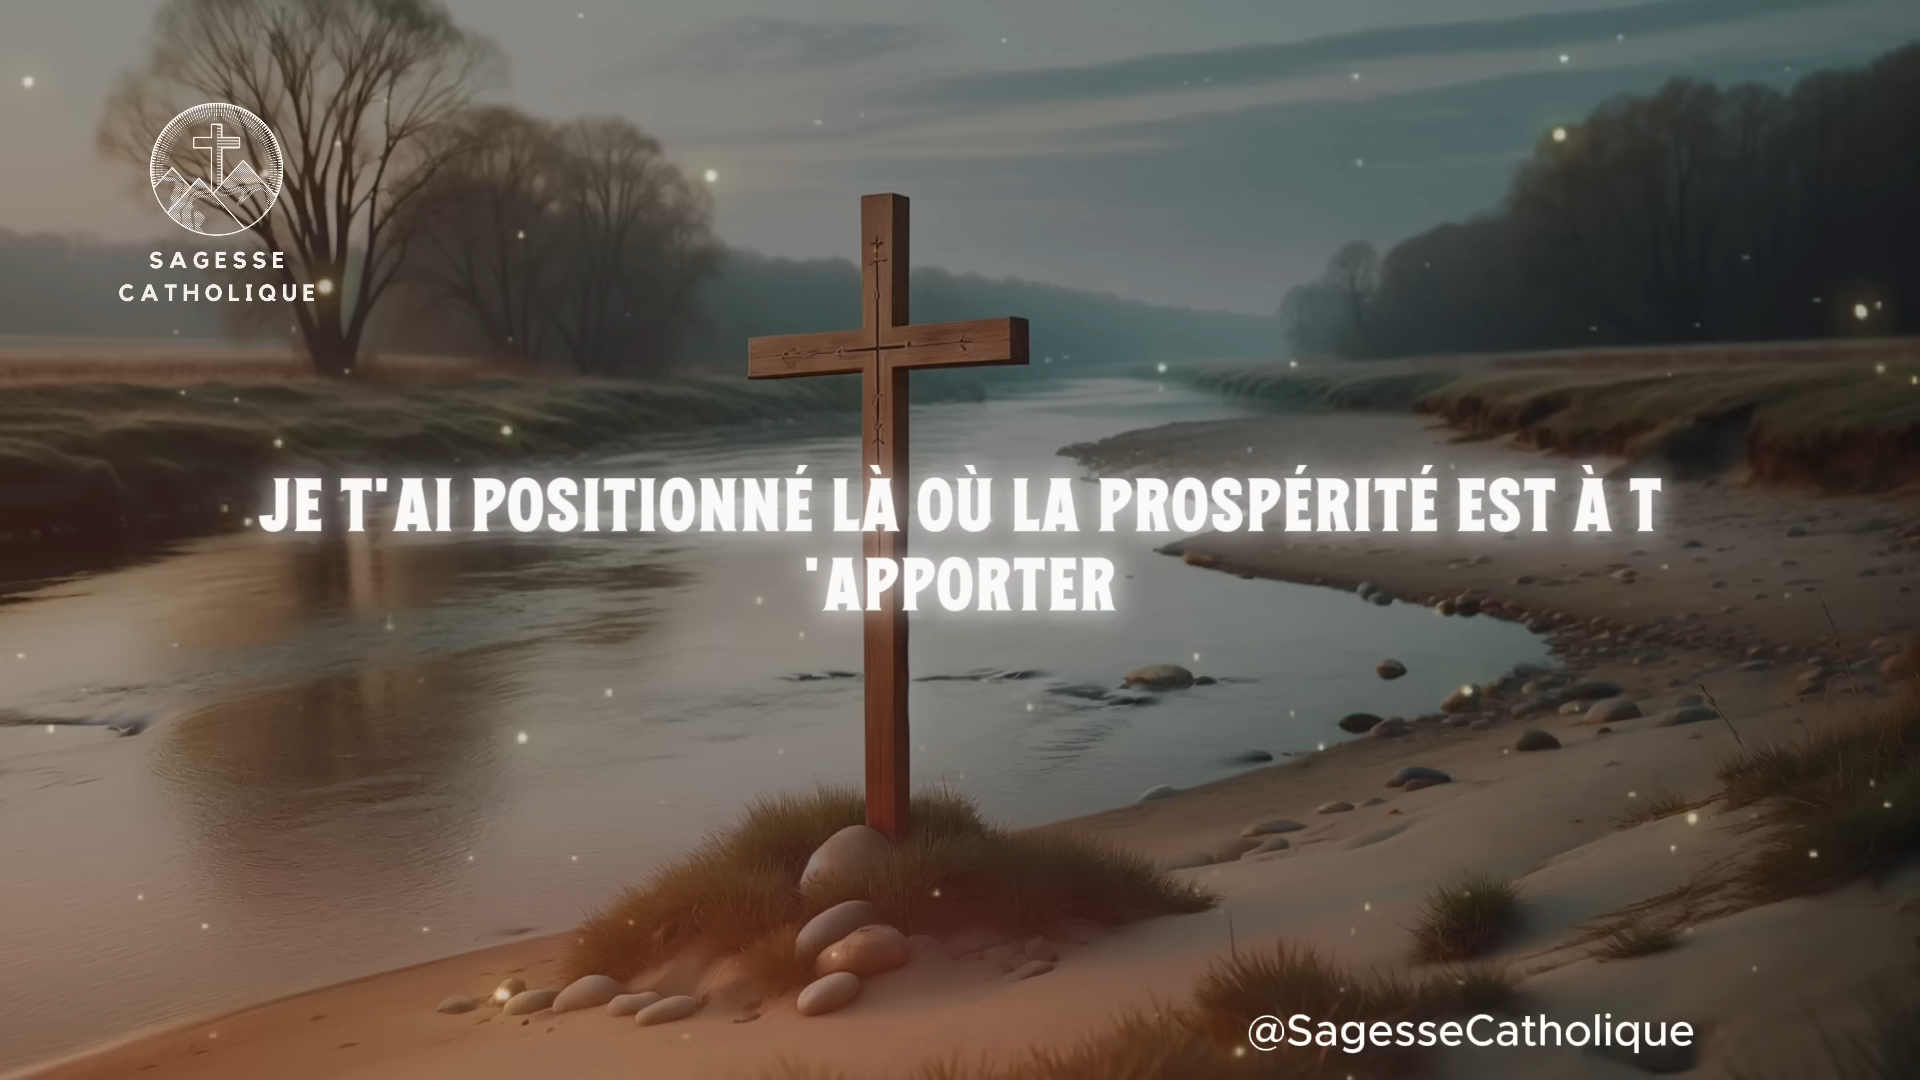 SAGESSE
CATHOLIQUE
JE T'AI POSITIONNÉ LÀ OÙ LA PROSPÉRITÉ EST À T
'APPORTER
@SagesseCatholique